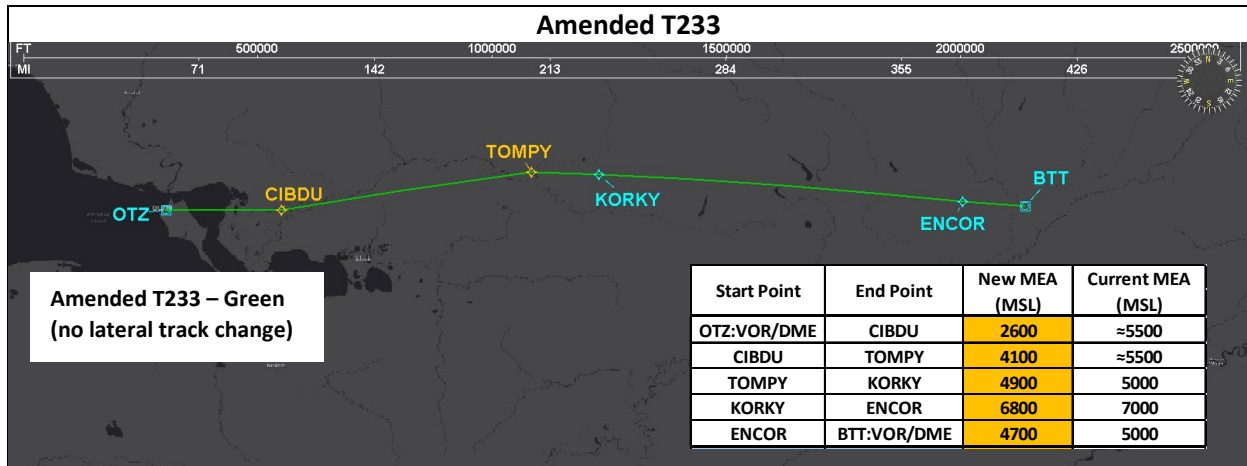 Amended T233
FT 500000 1000000 1500000 2000000 2500000
MI 71 142 213 284 355 426
TOMPY
CIBDU
KORKY
BTT
OTZ
ENCOR
Amended T233 – Green
(no lateral track change)
Start Point End Point New MEA (MSL) Current MEA (MSL)
OTZ:VOR/DME CIBDU 2600 ≈5500
CIBDU TOMPY 4100 ≈5500
TOMPY KORKY 4900 5000
KORKY ENCOR 6800 7000
ENCOR BTT:VOR/DME 4700 5000